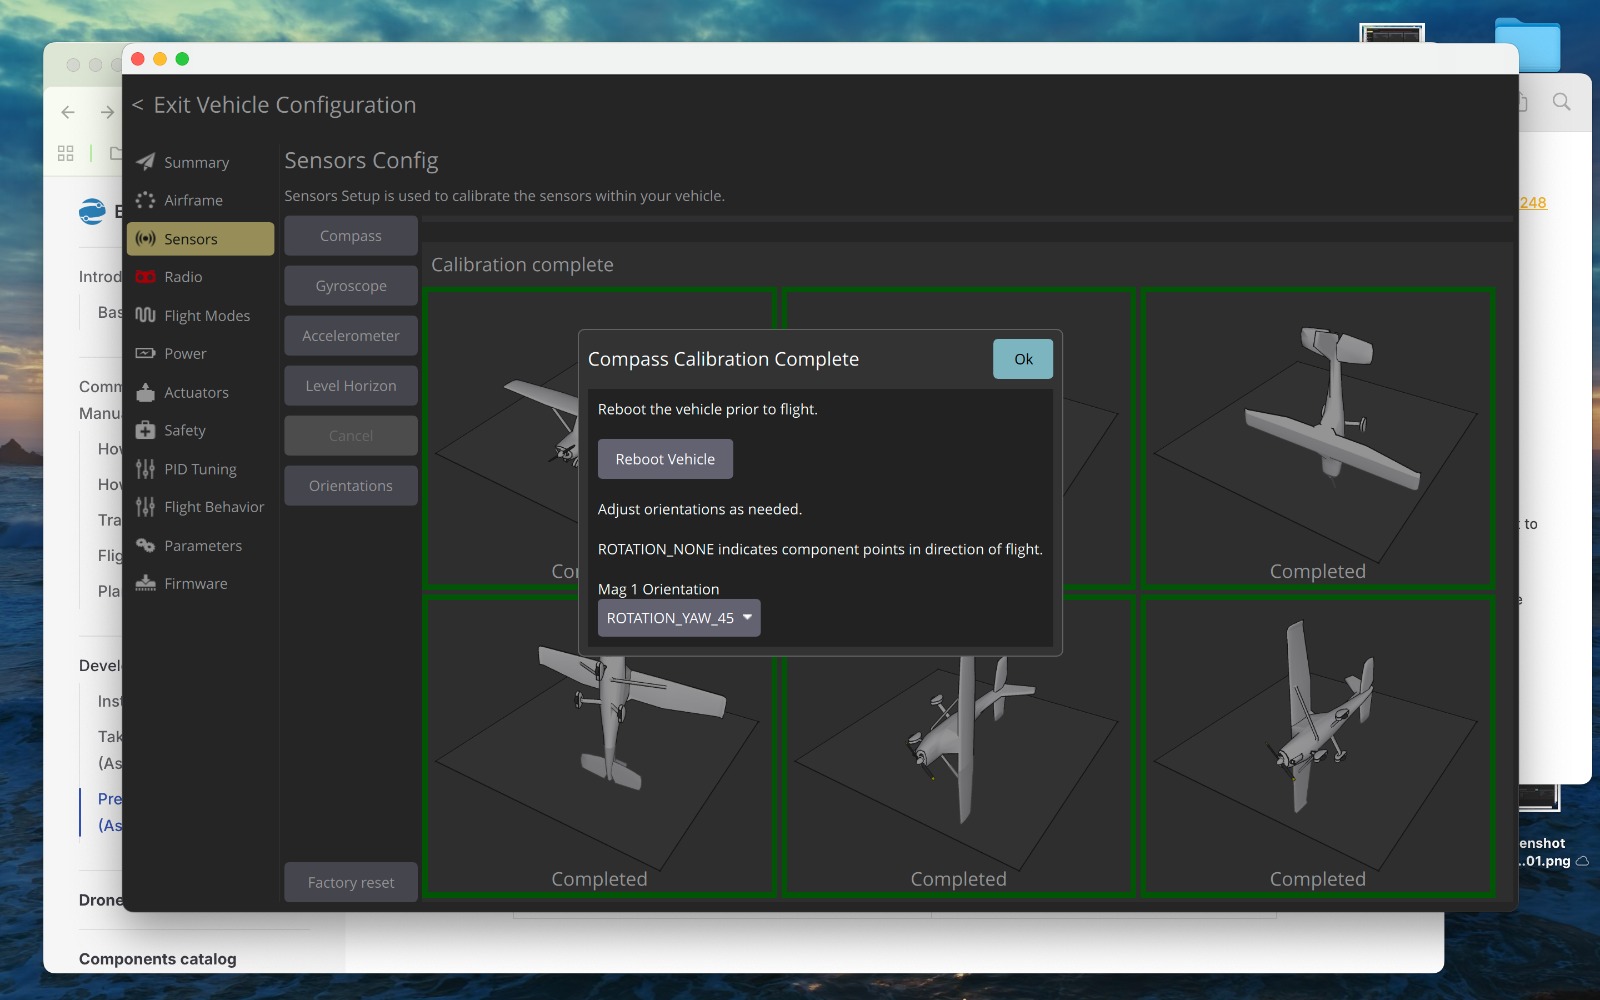 < Exit Vehicle Configuration
Summary
Airframe
Sensors
Radio
Flight Modes
Power
Actuators
Safety
PID Tuning
Flight Behavior
Parameters
Firmware
Sensors Config
Sensors Setup is used to calibrate the sensors within your vehicle.
Compass
Gyroscope
Accelerometer
Level Horizon
Cancel
Orientations
Factory reset
Calibration complete
Compass Calibration Complete
Ok
Reboot the vehicle prior to flight.
Reboot Vehicle
Adjust orientations as needed.
ROTATION_NONE indicates component points in direction of flight.
Mag 1 Orientation
ROTATION_YAW_45
Completed
Completed
Completed
Completed
Introd
Bas
Comm
Manu
How
How
Tra
Flig
Pla
Devel
Inst
Tak
(As
Pre
(As
Drone
Components catalog
248
to
enshot
...01.png